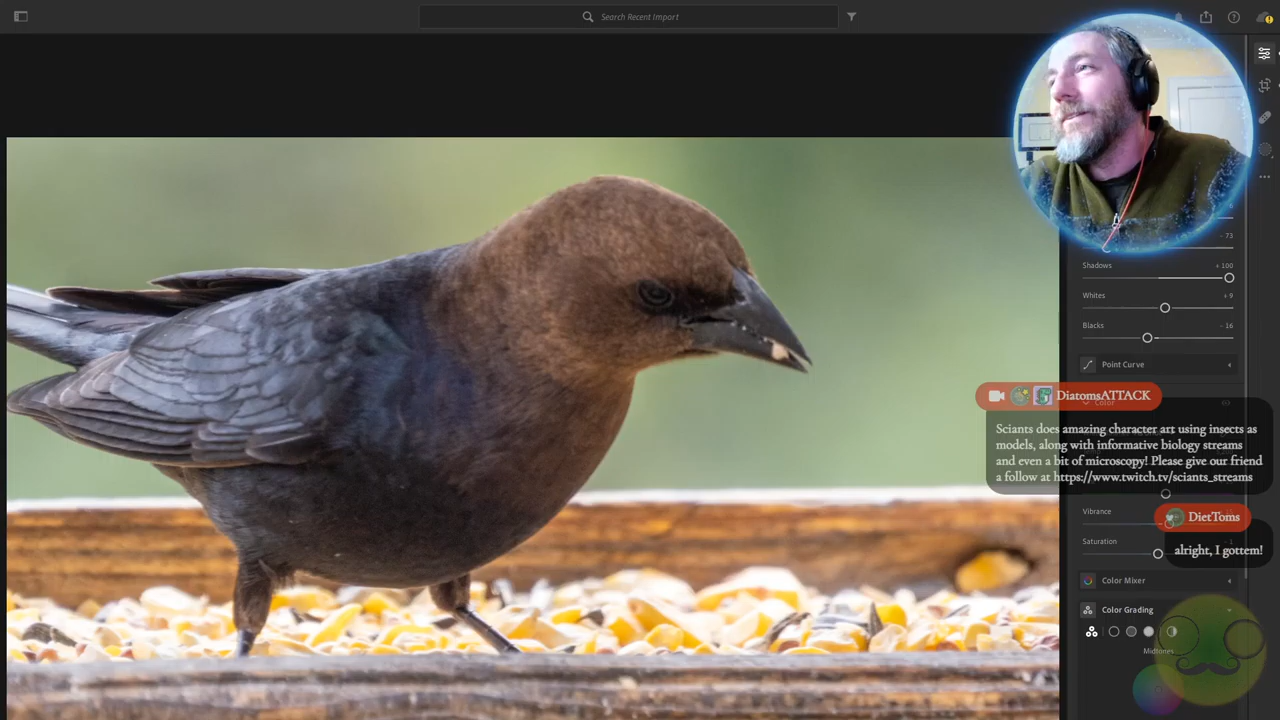 Search Recent Import
- 73
Shadows
+ 100
Whites
+ 9
Blacks
- 16
Point Curve
DiatomsATTACK
Color
Sciants does amazing character art using insects as
models, along with informative biology streams
and even a bit of microscopy! Please give our friend
a follow at https://www.twitch.tv/sciants_streams
Vibrance
DietToms
Saturation
alright, I gottem!
Color Mixer
Color Grading
Midtones